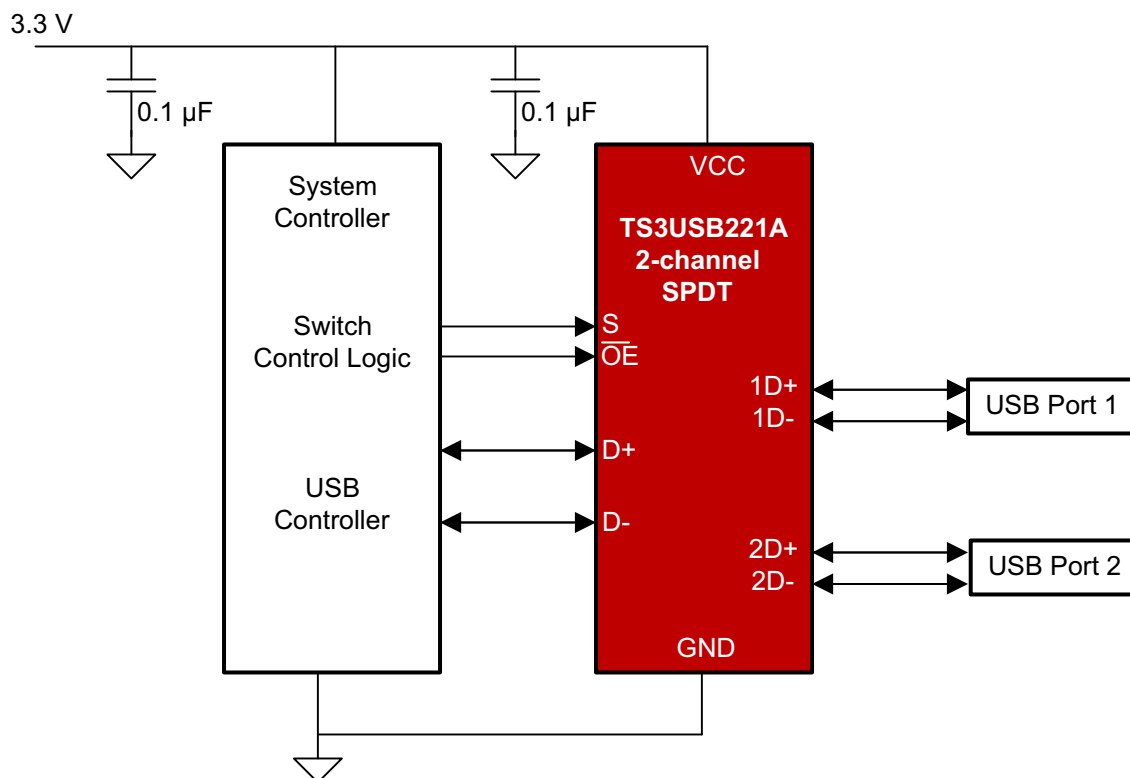 3.3 V
0.1 µF
0.1 µF
System
Controller
Switch
Control Logic
USB
Controller
VCC
TS3USB221A
2-channel
SPDT
S
OE
D+
D-
1D+
1D-
2D+
2D-
GND
USB Port 1
USB Port 2